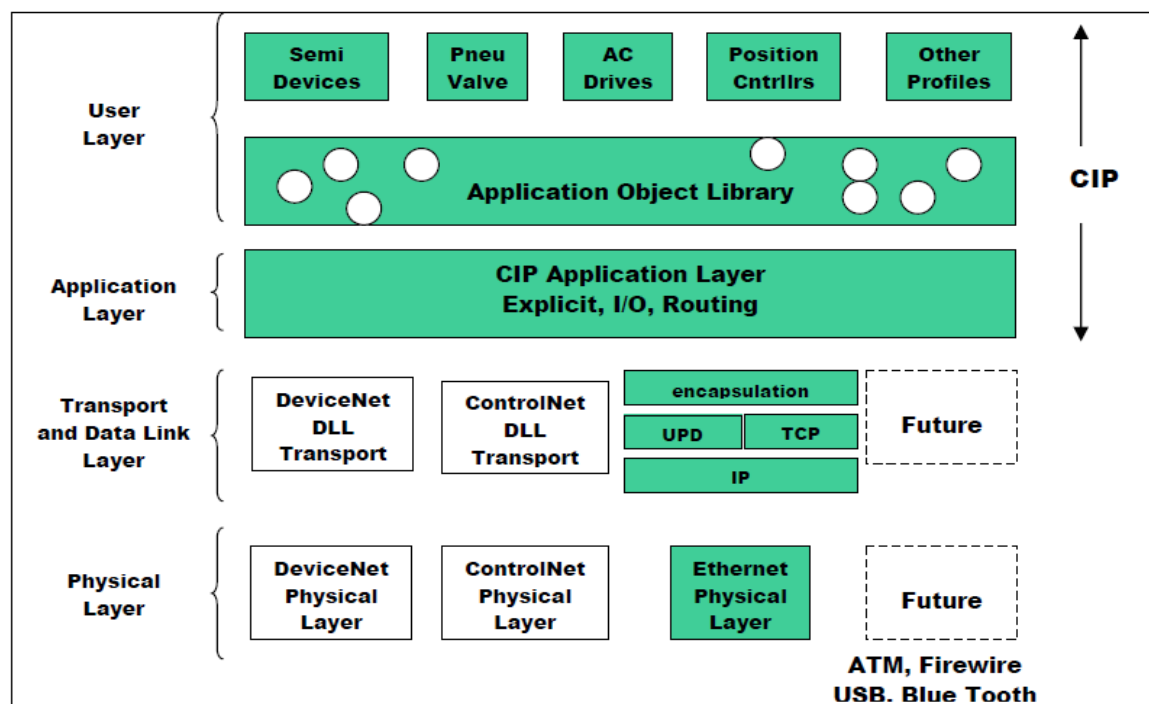 Semi
Devices
Pneu
Valve
AC
Drives
Position
Cntrllrs
Other
Profiles
User
Layer
Application Object Library
CIP
Application
Layer
CIP Application Layer
Explicit, I/O, Routing
Transport
and Data Link
Layer
DeviceNet
DLL
Transport
ControlNet
DLL
Transport
encapsulation
UPD
TCP
IP
Future
Physical
Layer
DeviceNet
Physical
Layer
ControlNet
Physical
Layer
Ethernet
Physical
Layer
Future
ATM, Firewire
USB, Blue Tooth